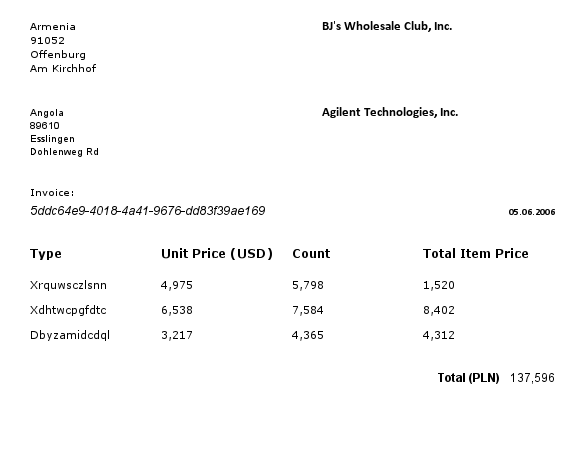 Armenia
BJ's Wholesale Club, Inc.
91052
Offenburg
Am Kirchhof
Angola
Agilent Technologies, Inc.
89610
Esslingen
Dohlenweg Rd
Invoice:
5ddc64e9-4018-4a41-9676-dd83f39ae169
05.06.2006
Type Unit Price (USD) Count Total Item Price
Xrquwsczlsnn 4,975 5,798 1,520
Xdhtwcpgfdtc 6,538 7,584 8,402
Dbyzamidcdql 3,217 4,365 4,312
Total (PLN) 137,596